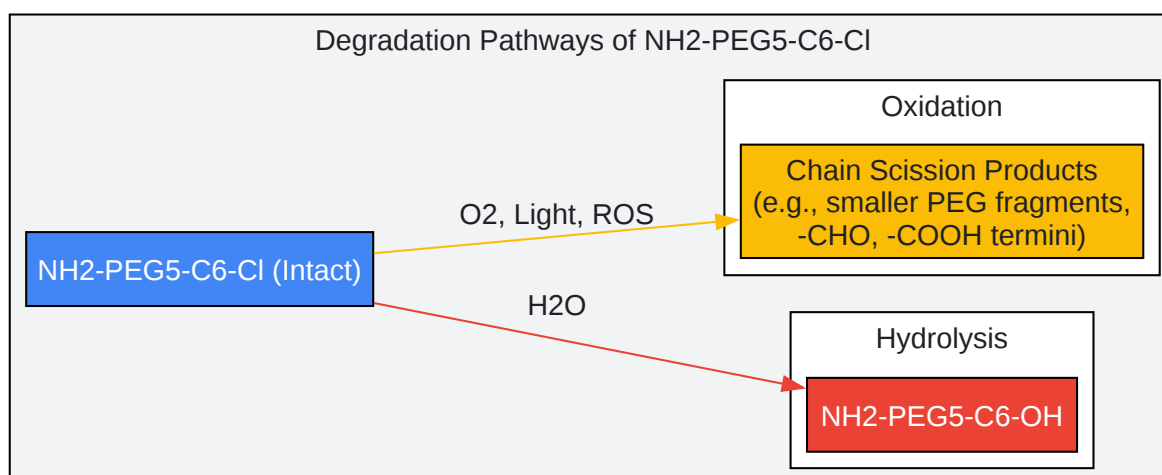 Degradation Pathways of NH2-PEG5-C6-Cl
Oxidation
Chain Scission Products
(e.g., smaller PEG fragments,
-CHO, -COOH termini)
O2, Light, ROS
NH2-PEG5-C6-Cl (Intact)
H2O
Hydrolysis
NH2-PEG5-C6-OH